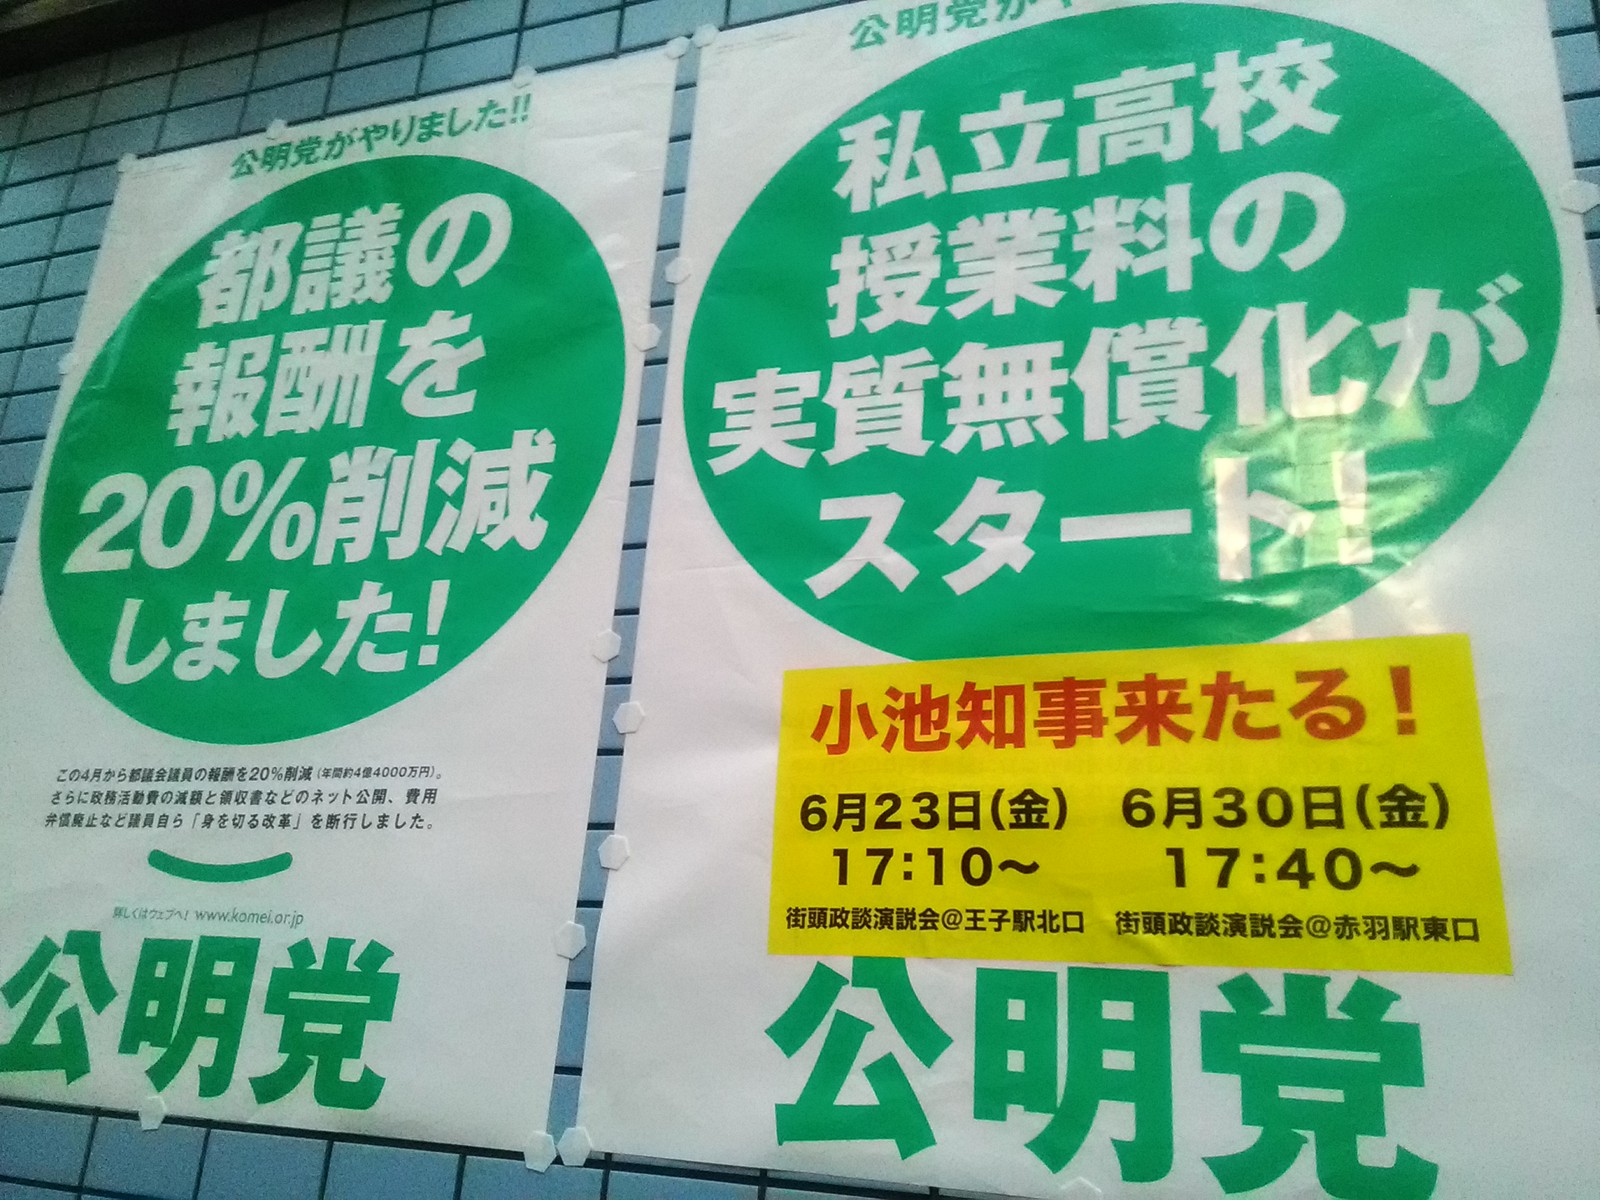 公明党がやりました!!
都議の
報酬を
20%削減
しました!
この4月から都議会議員の報酬を20%削減(年間約4億4000万円)。
さらに政務活動費の減額と領収書などのネット公開、費用
弁償廃止など議員自ら「身を切る改革」を断行しました。
詳しくはウェブへ! www.komei.or.jp
公明党
公明党がや
私立高校
授業料の
実質無償化が
スタート!
小池知事来たる!
6月23日(金) 6月30日(金)
17:10〜 17:40〜
街頭政談演説会@王子駅北口 街頭政談演説会@赤羽駅東口
公明党